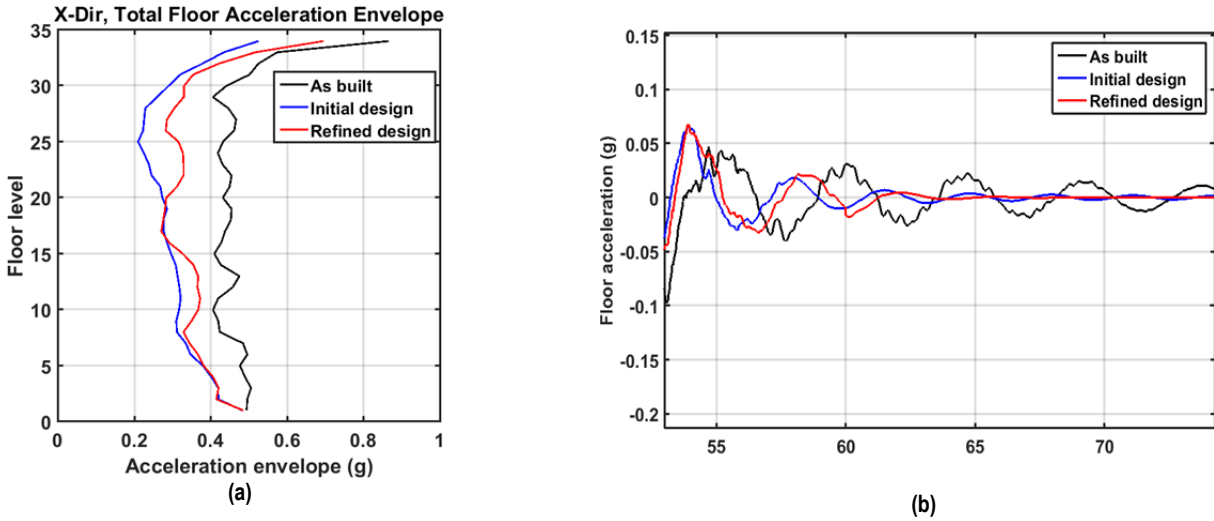 X-Dir, Total Floor Acceleration Envelope
35
30
25
20
15
10
5
0
Floor level
As built
Initial design
Refined design
0
0.2
0.4
0.6
0.8
1
Acceleration envelope (g)
(a)
0.15
0.10
0.05
0
-0.05
-0.1
-0.15
-0.2
Floor acceleration (g)
As built
Initial design
Refined design
55
60
65
70
(b)